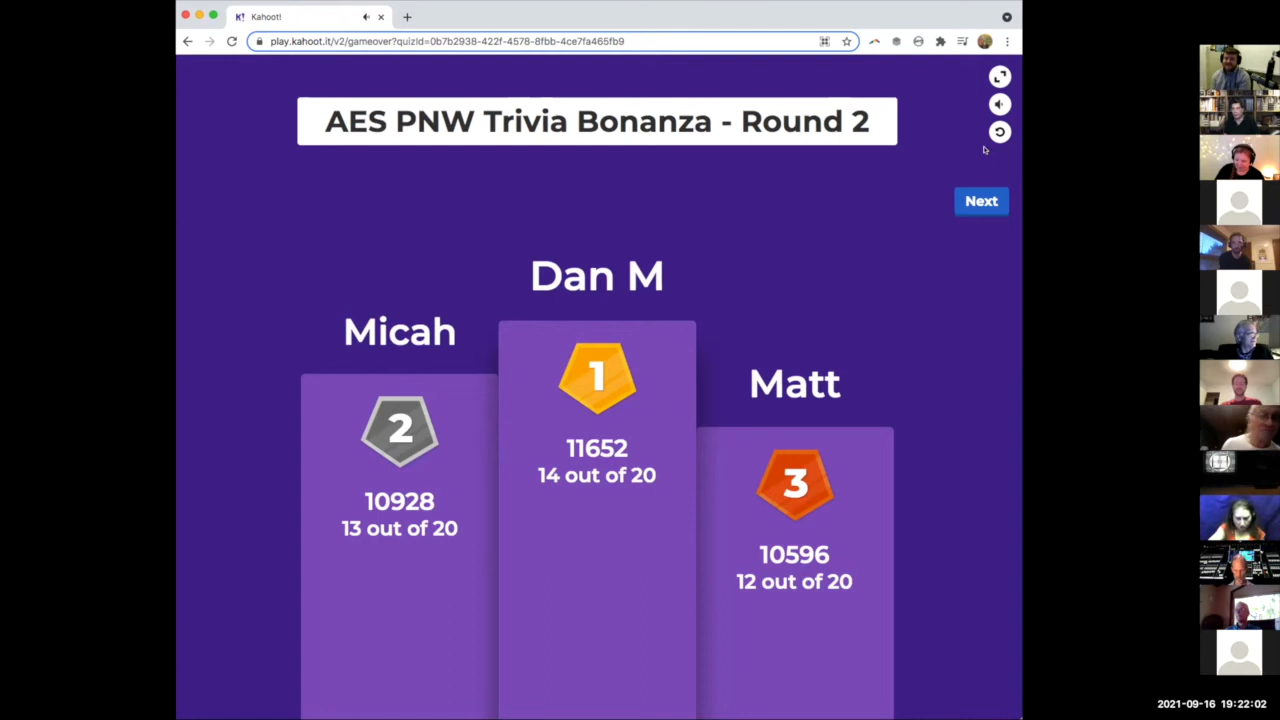 Kahoot!
play.kahoot.it/v2/gameover?quizId=0b7b2938-422f-4578-8fbb-4ce7fa465fb9
AES PNW Trivia Bonanza - Round 2
Next
Dan M
Micah
Matt
1
2
3
11652
14 out of 20
10928
13 out of 20
10596
12 out of 20
2021-09-16 19:22:02